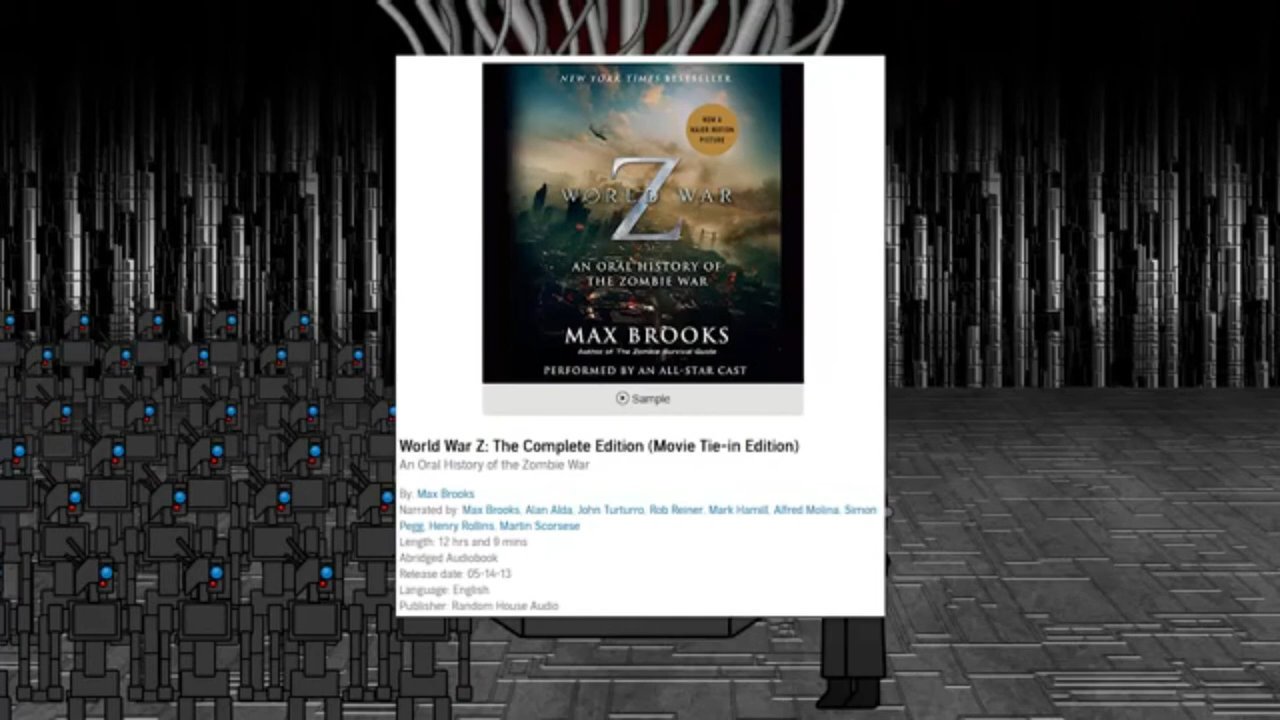 NEW YORK TIMES BESTSELLER
NOW A
MAJOR MOTION
PICTURE
Z
WORLD WAR
AN ORAL HISTORY OF
THE ZOMBIE WAR
MAX BROOKS
Author of The Zombie Survival Guide
PERFORMED BY AN ALL-STAR CAST
Sample
World War Z: The Complete Edition (Movie Tie-in Edition)
An Oral History of the Zombie War
By: Max Brooks
Narrated by: Max Brooks, Alan Alda, John Turturro, Rob Reiner, Mark Hamill, Alfred Molina, Simon
Pegg, Henry Rollins, Martin Scorsese
Length: 12 hrs and 9 mins
Abridged Audiobook
Release date: 05-14-13
Language: English
Publisher: Random House Audio